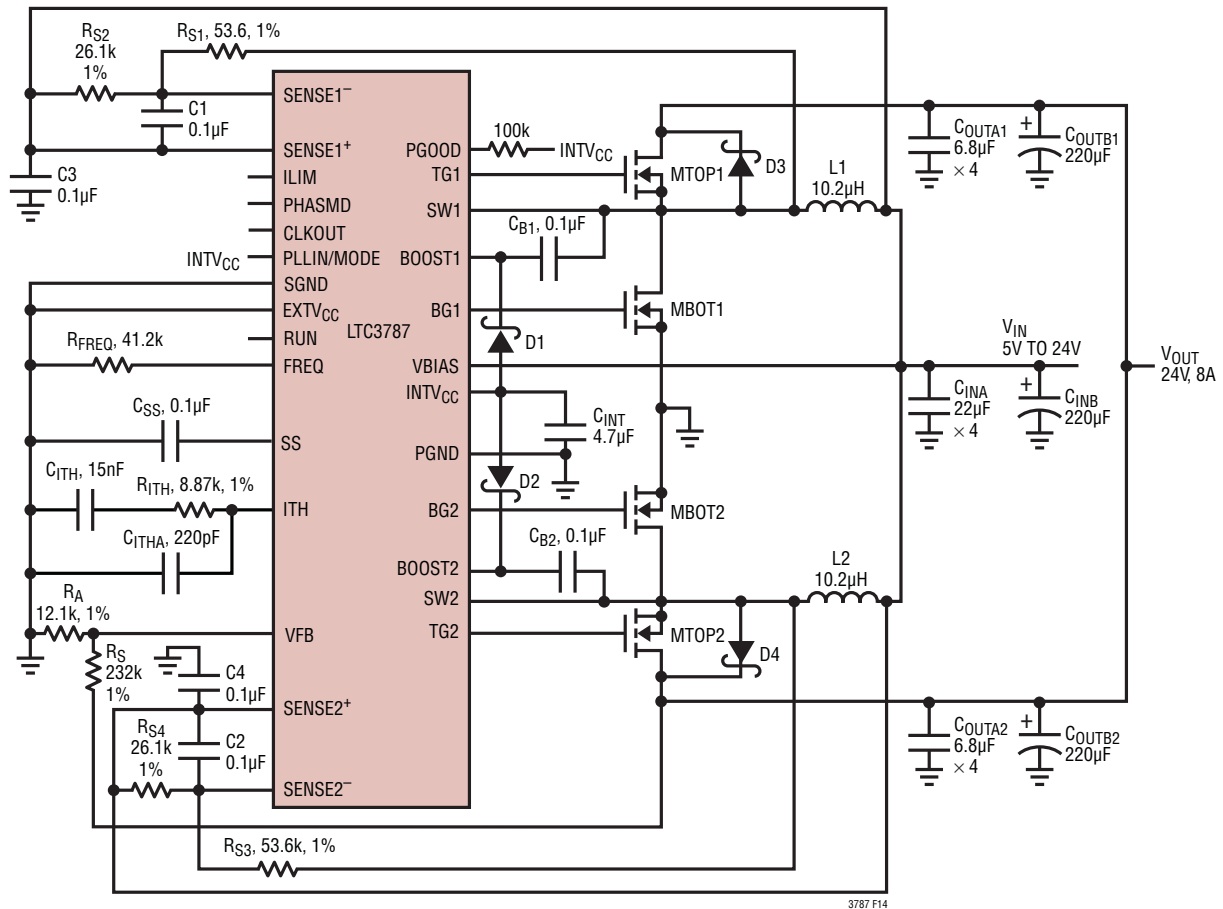 RS2
26.1k
1%
RS1, 53.6, 1%
C1
0.1µF
C3
0.1µF
SENSE1–
SENSE1+
ILIM
PHASMD
CLKOUT
INTVCC
PLLIN/MODE
SGND
EXTVCC
LTC3787
RUN
RFREQ, 41.2k
FREQ
CSS, 0.1µF
SS
CITH, 15nF
RITH, 8.87k, 1%
ITH
CITHA, 220pF
RA
12.1k, 1%
VFB
RS
232k
1%
C4
0.1µF
SENSE2+
RS4
26.1k
1%
C2
0.1µF
SENSE2–
RS3, 53.6k, 1%
100k
PGOOD
INTVCC
TG1
MTOP1
D3
SW1
L1
10.2µH
CB1, 0.1µF
BOOST1
BG1
MBOT1
D1
VBIAS
INTVCC
CINT
4.7µF
PGND
D2
BG2
MBOT2
CB2, 0.1µF
BOOST2
SW2
L2
10.2µH
TG2
MTOP2
D4
COUTA1
6.8µF
× 4
+
COUTB1
220µF
VIN
5V TO 24V
VOUT
24V, 8A
CINA
22µF
× 4
+
CINB
220µF
COUTA2
6.8µF
× 4
+
COUTB2
220µF
3787 F14